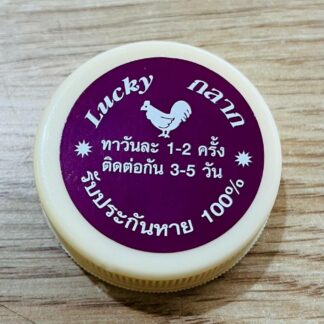 Lucky กลาก
ทาวันละ 1-2 ครั้ง
ติดต่อกัน 3-5 วัน
รับประกันหาย 100%